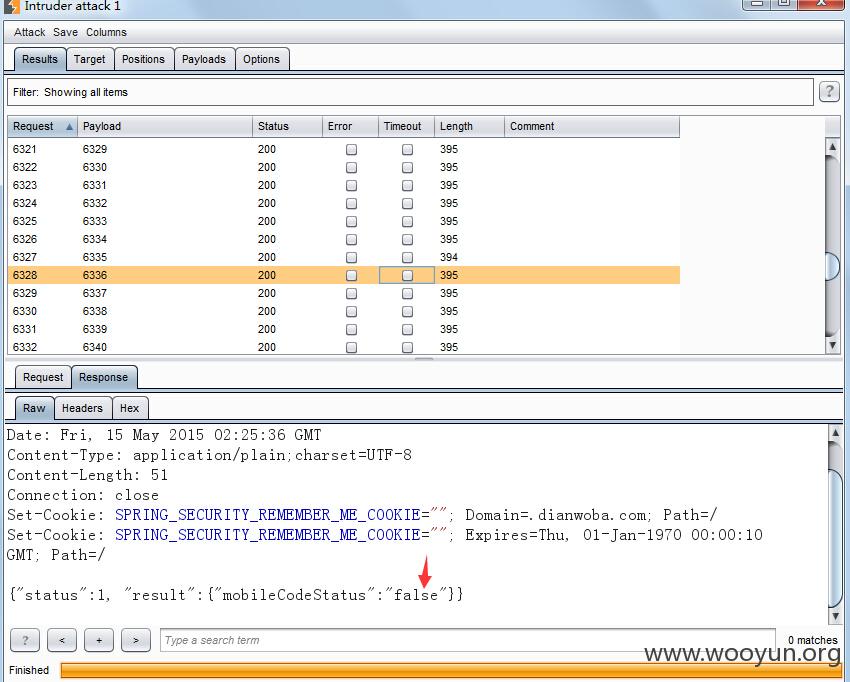 Intruder attack 1
Attack Save Columns
Results Target Positions Payloads Options
Filter: Showing all items ?
Request Payload Status Error Timeout Length Comment
6321 6329 200 395
6322 6330 200 395
6323 6331 200 395
6324 6332 200 395
6325 6333 200 395
6326 6334 200 395
6327 6335 200 394
6328 6336 200 395
6329 6337 200 395
6330 6338 200 395
6331 6339 200 395
6332 6340 200 395
Request Response
Raw Headers Hex
Date: Fri, 15 May 2015 02:25:36 GMT
Content-Type: application/plain;charset=UTF-8
Content-Length: 51
Connection: close
Set-Cookie: SPRING_SECURITY_REMEMBER_ME_COOKIE=""; Domain=.dianwoba.com; Path=/
Set-Cookie: SPRING_SECURITY_REMEMBER_ME_COOKIE=""; Expires=Thu, 01-Jan-1970 00:00:10
GMT; Path=/
{"status":1, "result":{"mobileCodeStatus":"false"}}
? < + > Type a search term 0 matches
www.wooyun.org
Finished